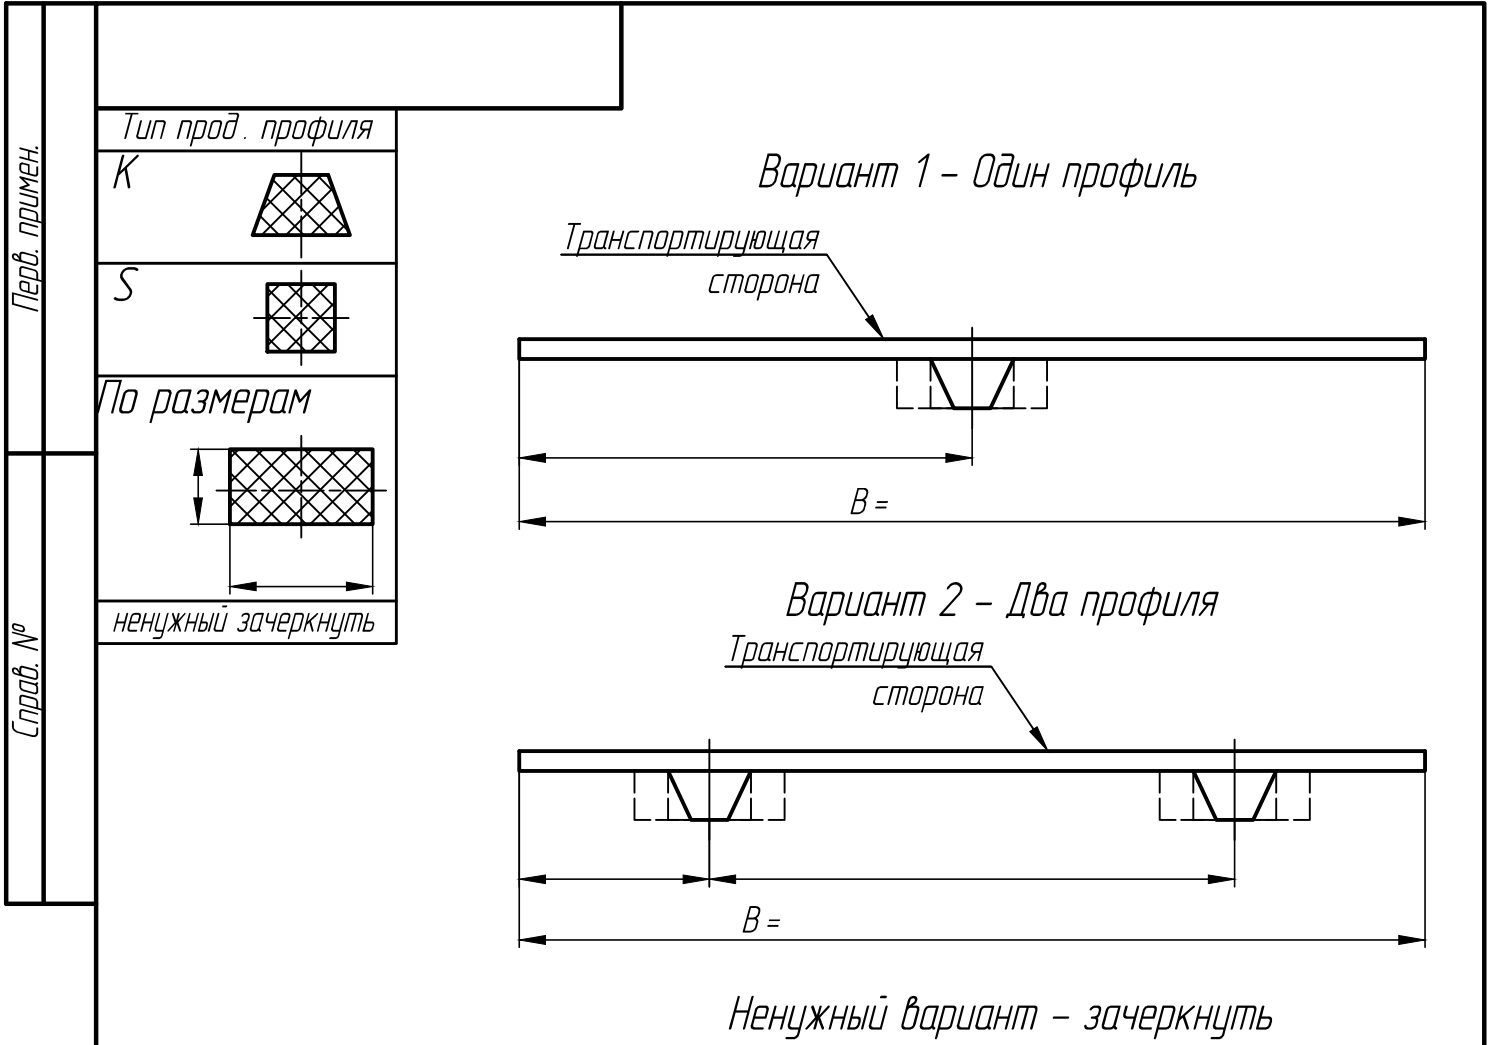 Перв. примен.
Справ. №
Тип прод. профиля
K
S
По размерам
ненужный зачеркнуть
Вариант 1 - Один профиль
Транспортирующая
сторона
B =
Вариант 2 - Два профиля
Транспортирующая
сторона
B =
Ненужный вариант - зачеркнуть